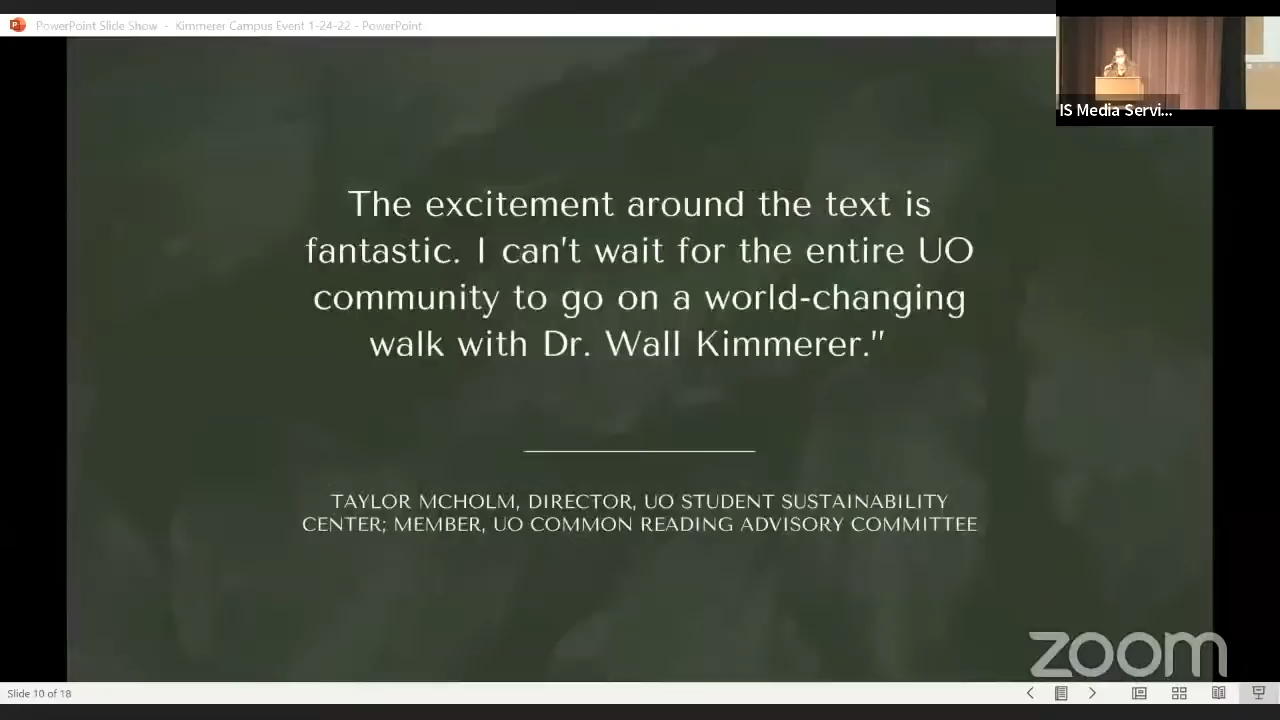 PowerPoint Slide Show - Kimmerer Campus Event 1-24-22 - PowerPoint
IS Media Servi...
The excitement around the text is
fantastic. I can't wait for the entire UO
community to go on a world-changing
walk with Dr. Wall Kimmerer.”
TAYLOR MCHOLM, DIRECTOR, UO STUDENT SUSTAINABILITY
CENTER; MEMBER, UO COMMON READING ADVISORY COMMITTEE
zoom
Slide 10 of 18